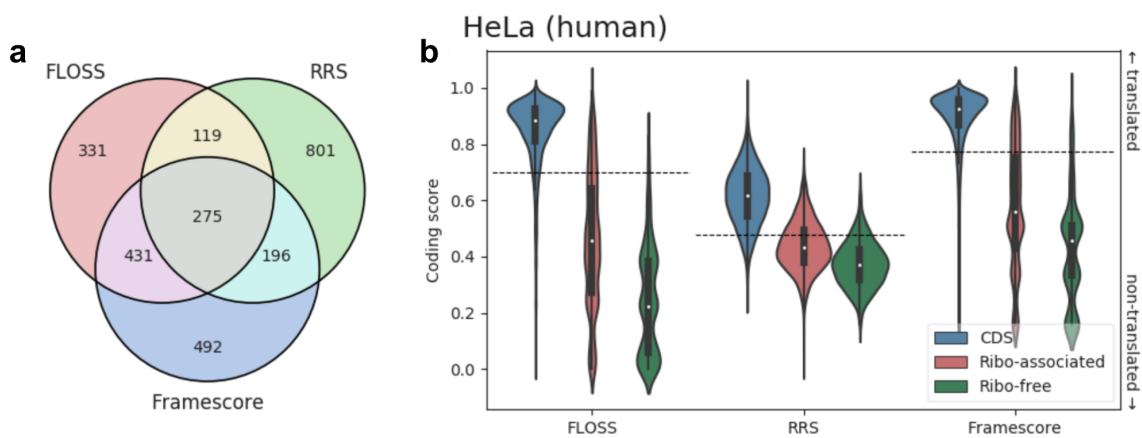 HeLa (human)
a
b
FLOSS
RRS
119
331
801
275
431
196
492
Framescore
Coding score
1.0
0.8
0.6
0.4
0.2
0.0
← translated
non-translated →
CDS
Ribo-associated
Ribo-free
FLOSS
RRS
Framescore